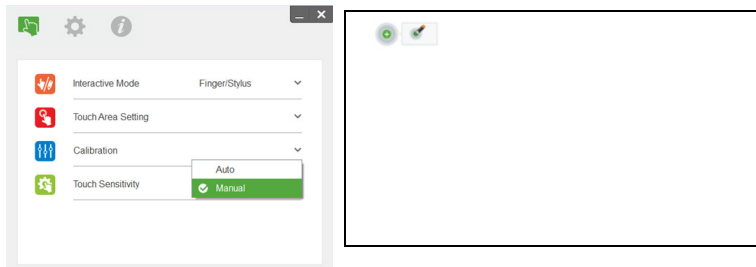 Interactive Mode Finger/Stylus
Touch Area Setting
Calibration
Auto
Touch Sensitivity
Manual